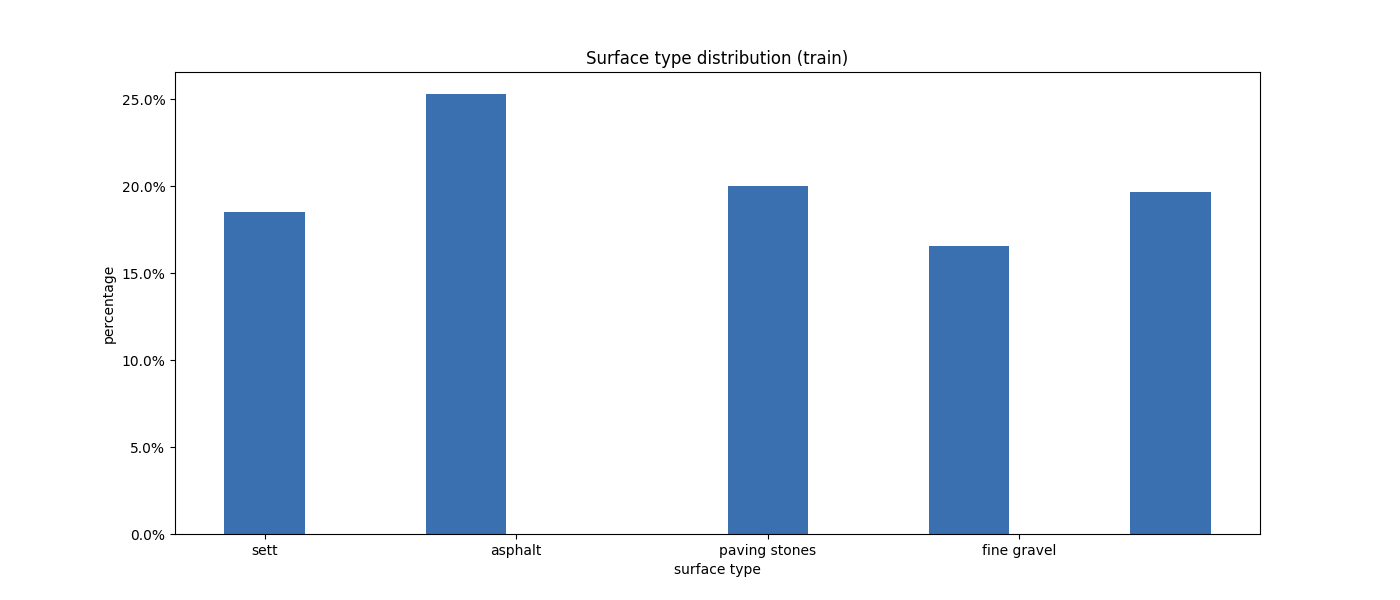 Surface type distribution (train)
25.0%
20.0%
15.0%
10.0%
5.0%
0.0%
percentage
sett asphalt paving stones fine gravel
surface type